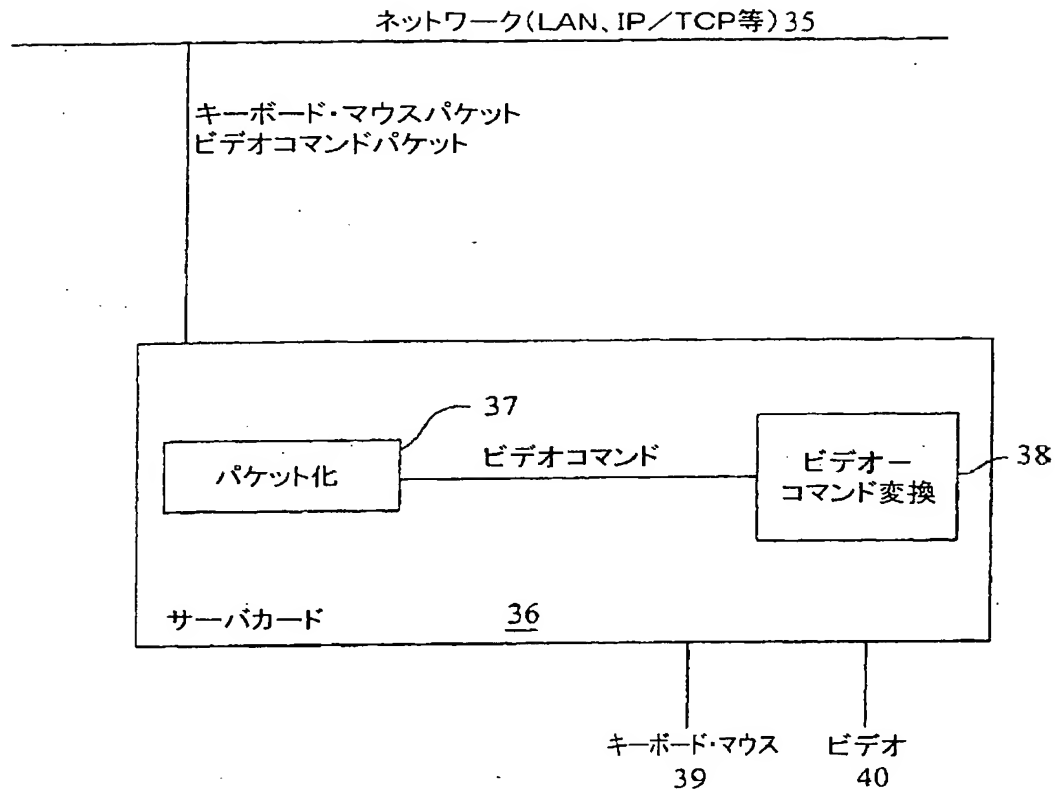 ネットワーク(LAN、IP／TCP等)35
キーボード・マウスパケット
ビデオコマンドパケット
37
パケット化
ビデオコマンド
ビデオー
コマンド変換
38
サーバカード
36
キーボード・マウス
39
ビデオ
40